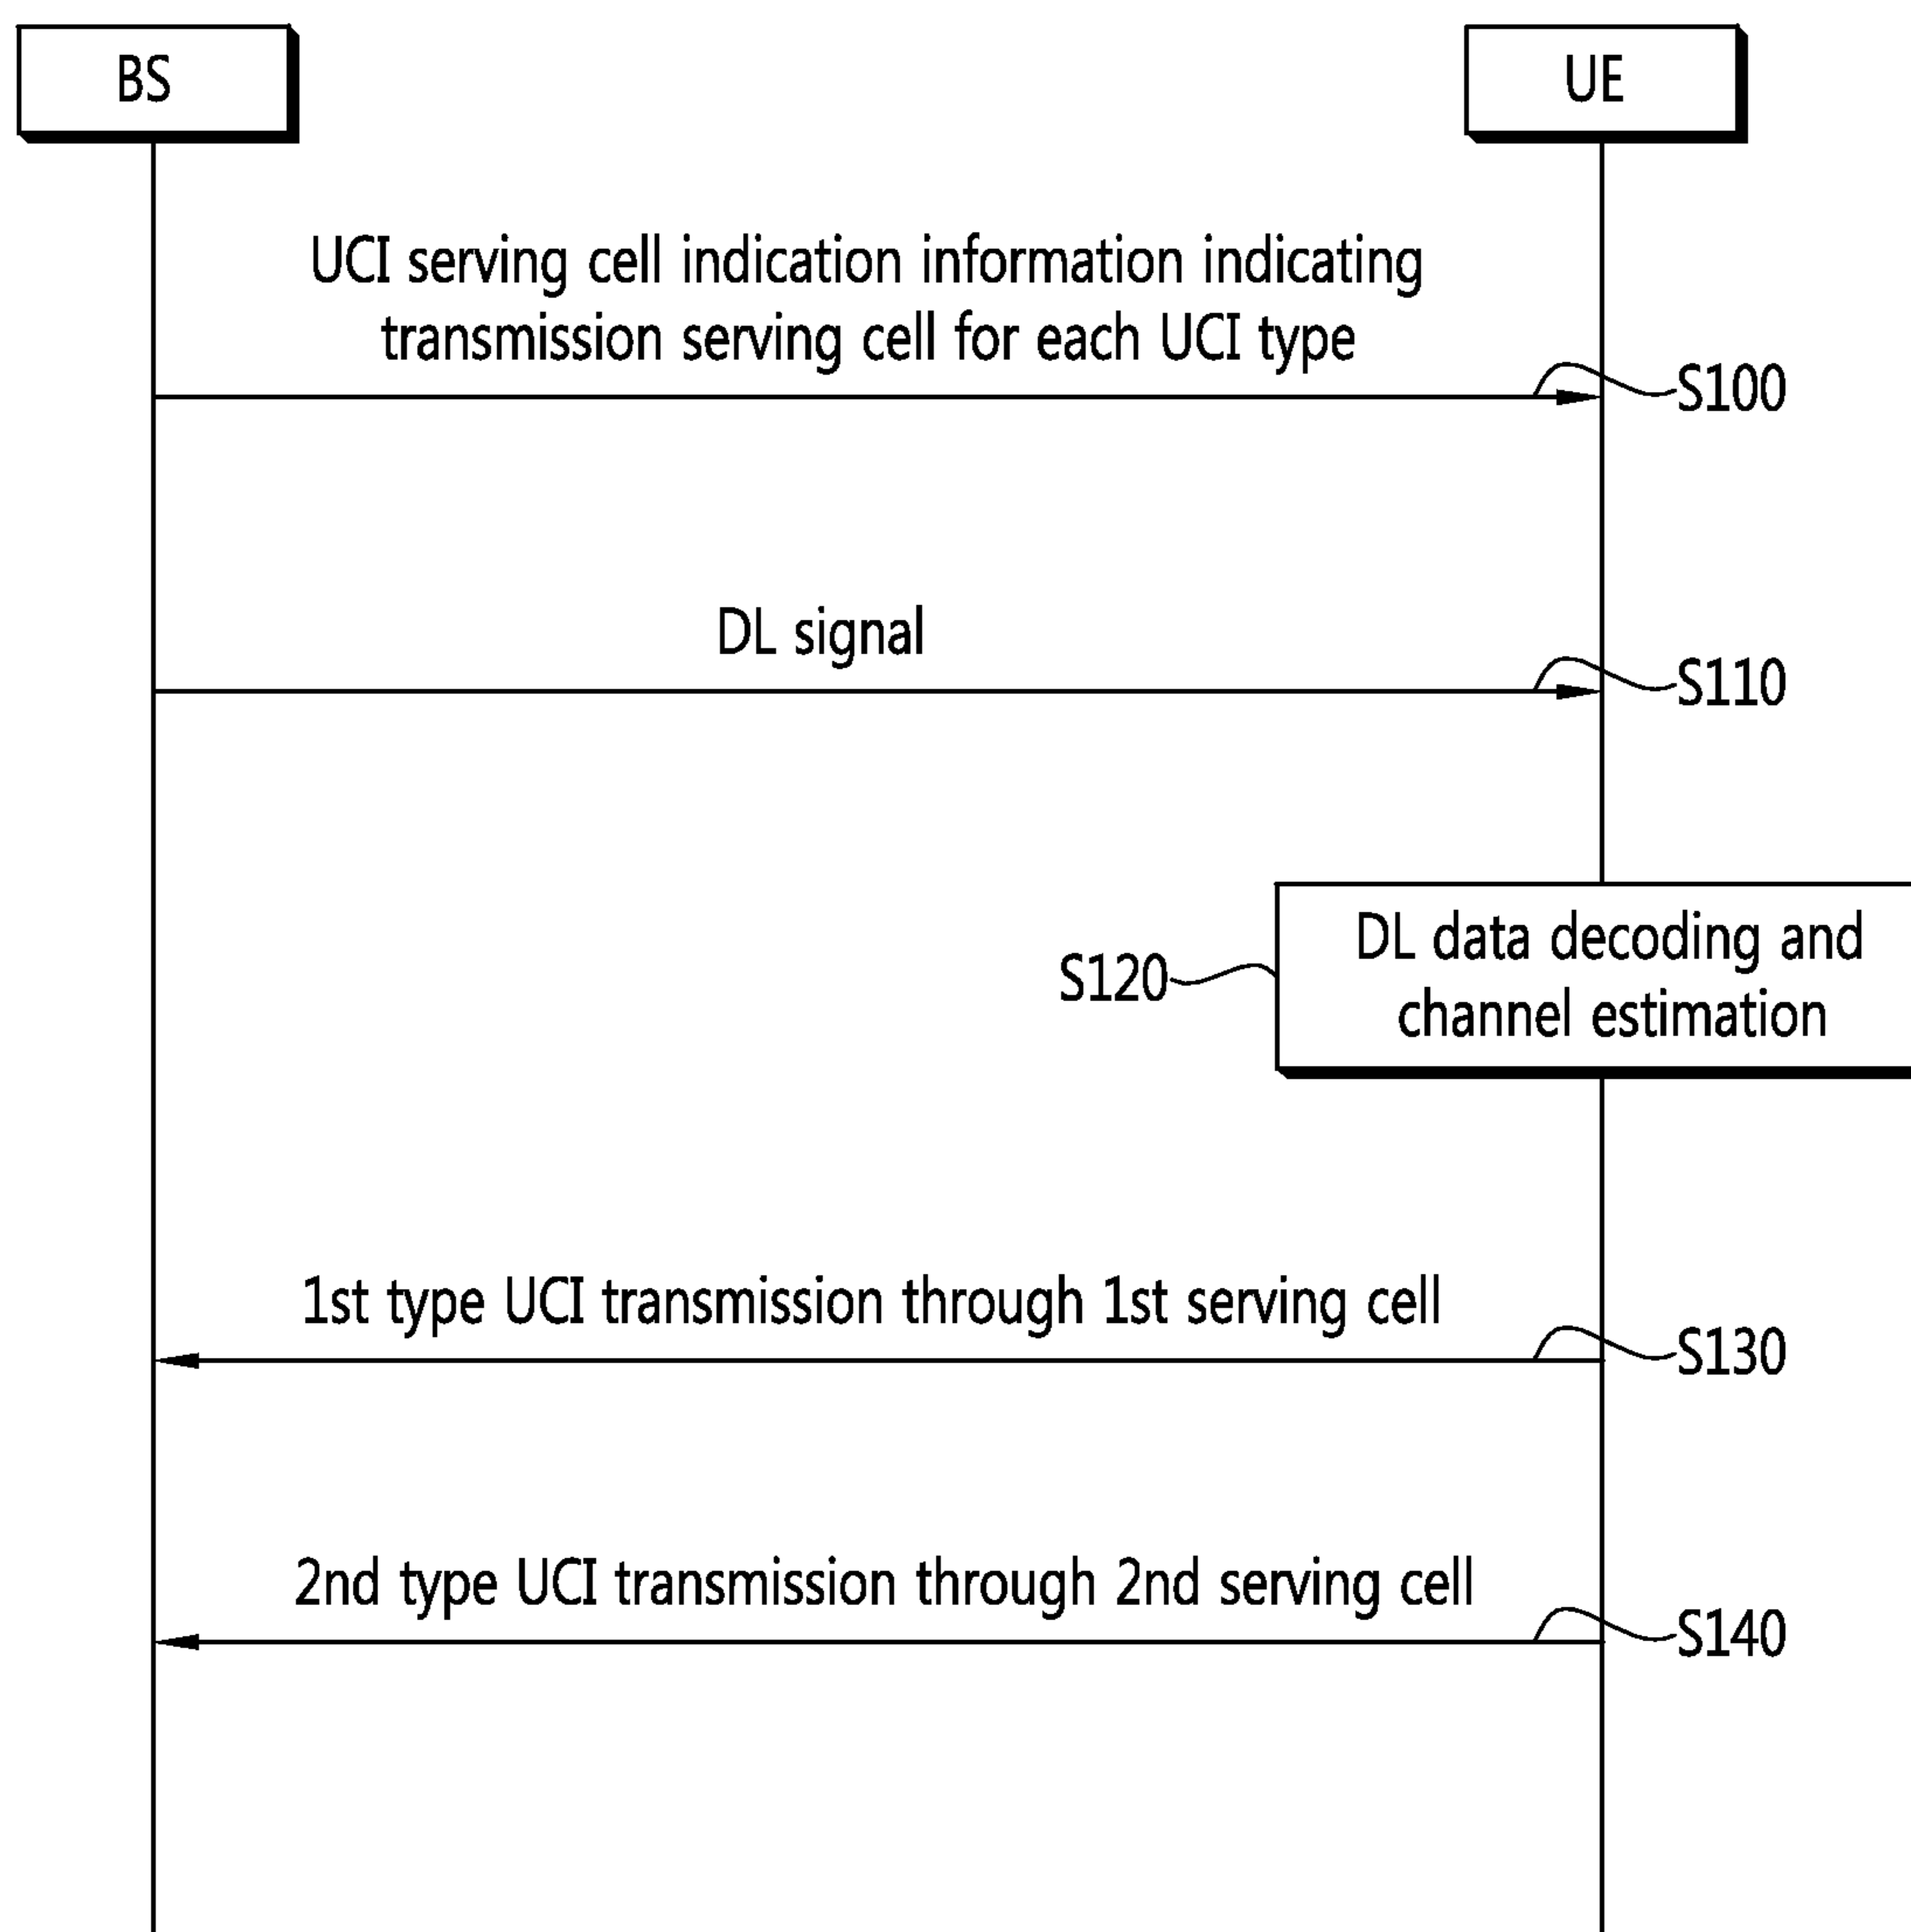 BS
UE
UCI serving cell indication information indicating
transmission serving cell for each UCI type
S100
DL signal
S110
DL data decoding and
channel estimation
S120
1st type UCI transmission through 1st serving cell
S130
2nd type UCI transmission through 2nd serving cell
S140